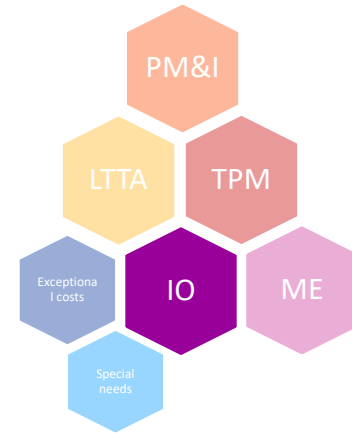 PM&I
LTTA
TPM
Exceptiona
l costs
IO
ME
Special
needs